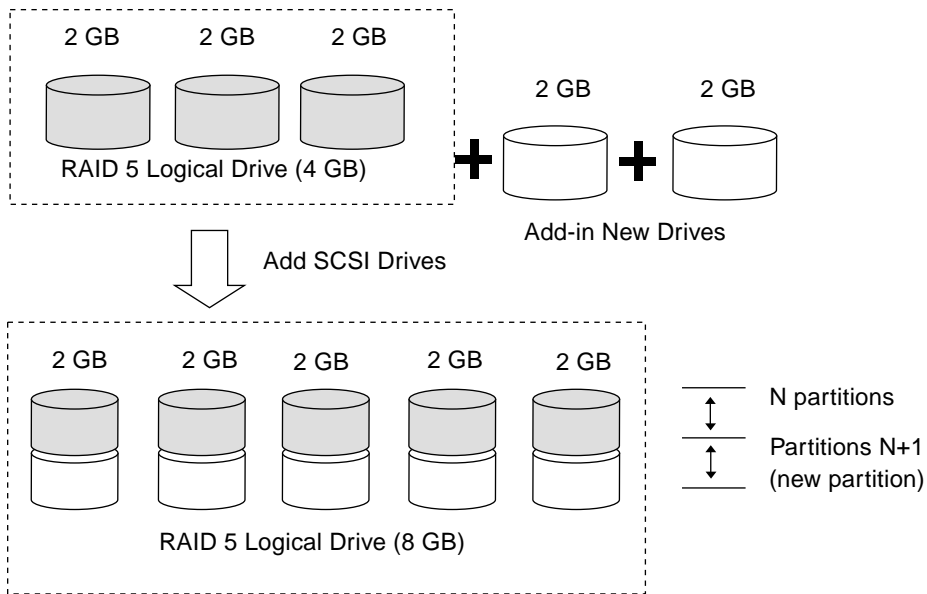 2 GB 2 GB 2 GB
2 GB 2 GB
RAID 5 Logical Drive (4 GB)
Add-in New Drives
Add SCSI Drives
2 GB 2 GB 2 GB 2 GB 2 GB
N partitions
Partitions N+1
(new partition)
RAID 5 Logical Drive (8 GB)